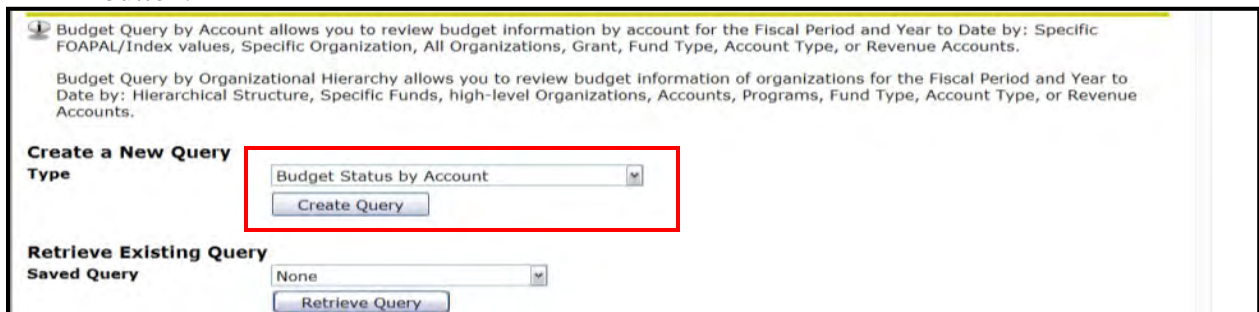 Budget Query by Account allows you to review budget information by account for the Fiscal Period and Year to Date by: Specific
FOAPAL/Index values, Specific Organization, All Organizations, Grant, Fund Type, Account Type, or Revenue Accounts.
Budget Query by Organizational Hierarchy allows you to review budget information of organizations for the Fiscal Period and Year to
Date by: Hierarchical Structure, Specific Funds, high-level Organizations, Accounts, Programs, Fund Type, Account Type, or Revenue
Accounts.
Create a New Query
Type
Budget Status by Account
Create Query
Retrieve Existing Query
Saved Query
None
Retrieve Query